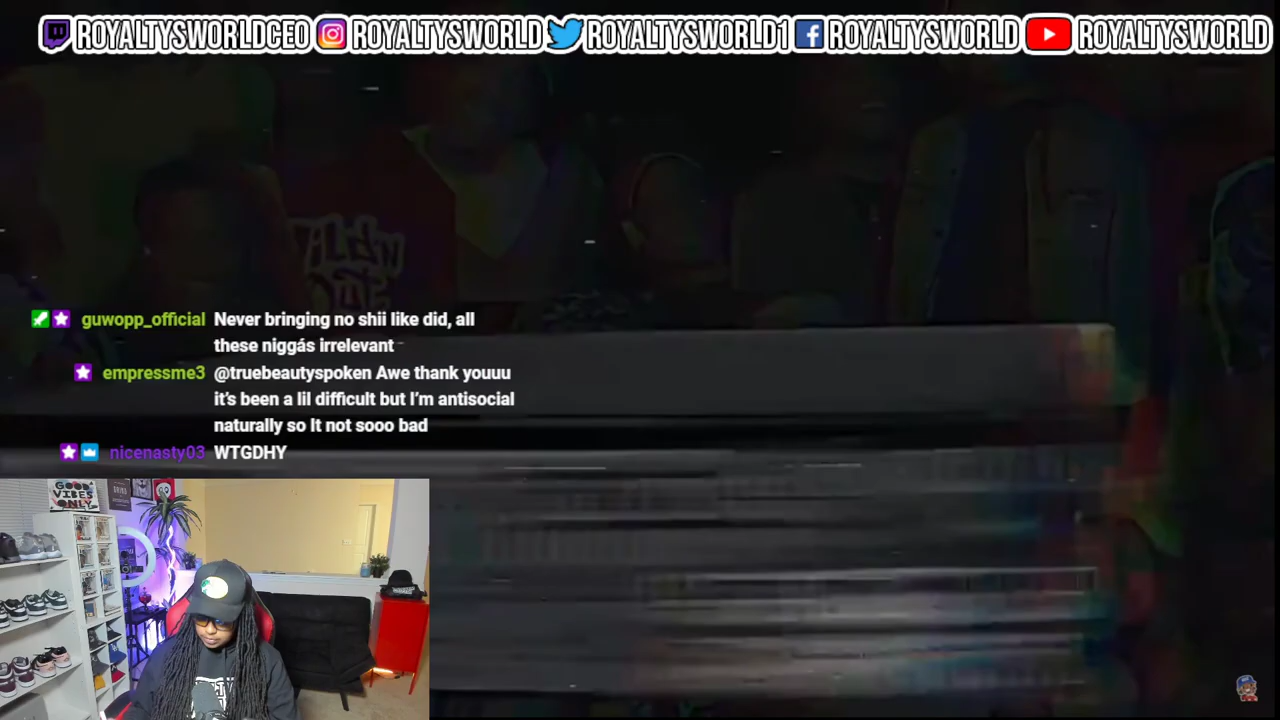 ROYALTYSWORLDCEO ROYALTYSWORLD ROYALTYSWORLD1 ROYALTYSWORLD ROYALTYSWORLD
WILD'N
OUT
guwopp_official Never bringing no shii like did, all
these niggás irrelevant
empressme3 @truebeautyspoken Awe thank youuu
it's been a lil difficult but I'm antisocial
naturally so It not sooo bad
nicenasty03 WTGDHY
GOOD
VIBES
ONLY